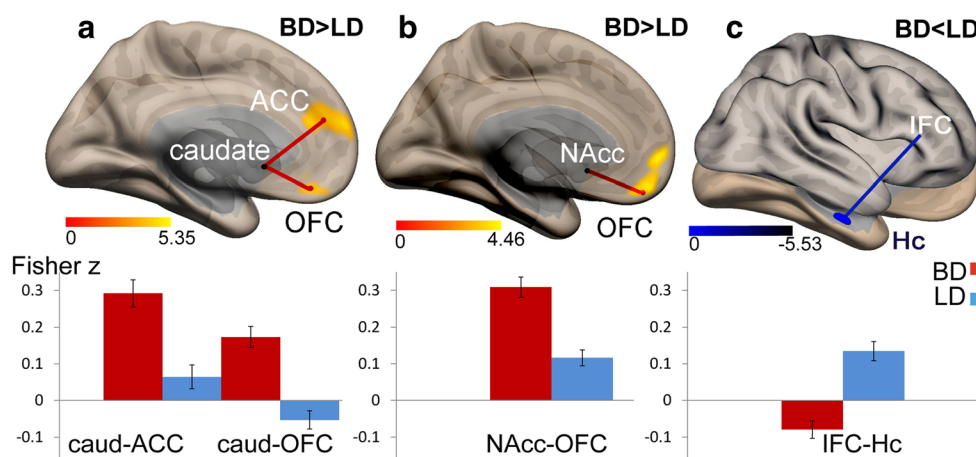 a BD>LD
ACC
caudate
OFC
0 5.35
b BD>LD
NAcc
OFC
0 4.46
c BD<LD
IFC
Hc
0 -5.53
Fisher z
0.3
0.2
0.1
0
-0.1
caud-ACC caud-OFC
0.3
0.2
0.1
0
-0.1
NAcc-OFC
0.3
0.2
0.1
0
-0.1
IFC-Hc
BD
LD